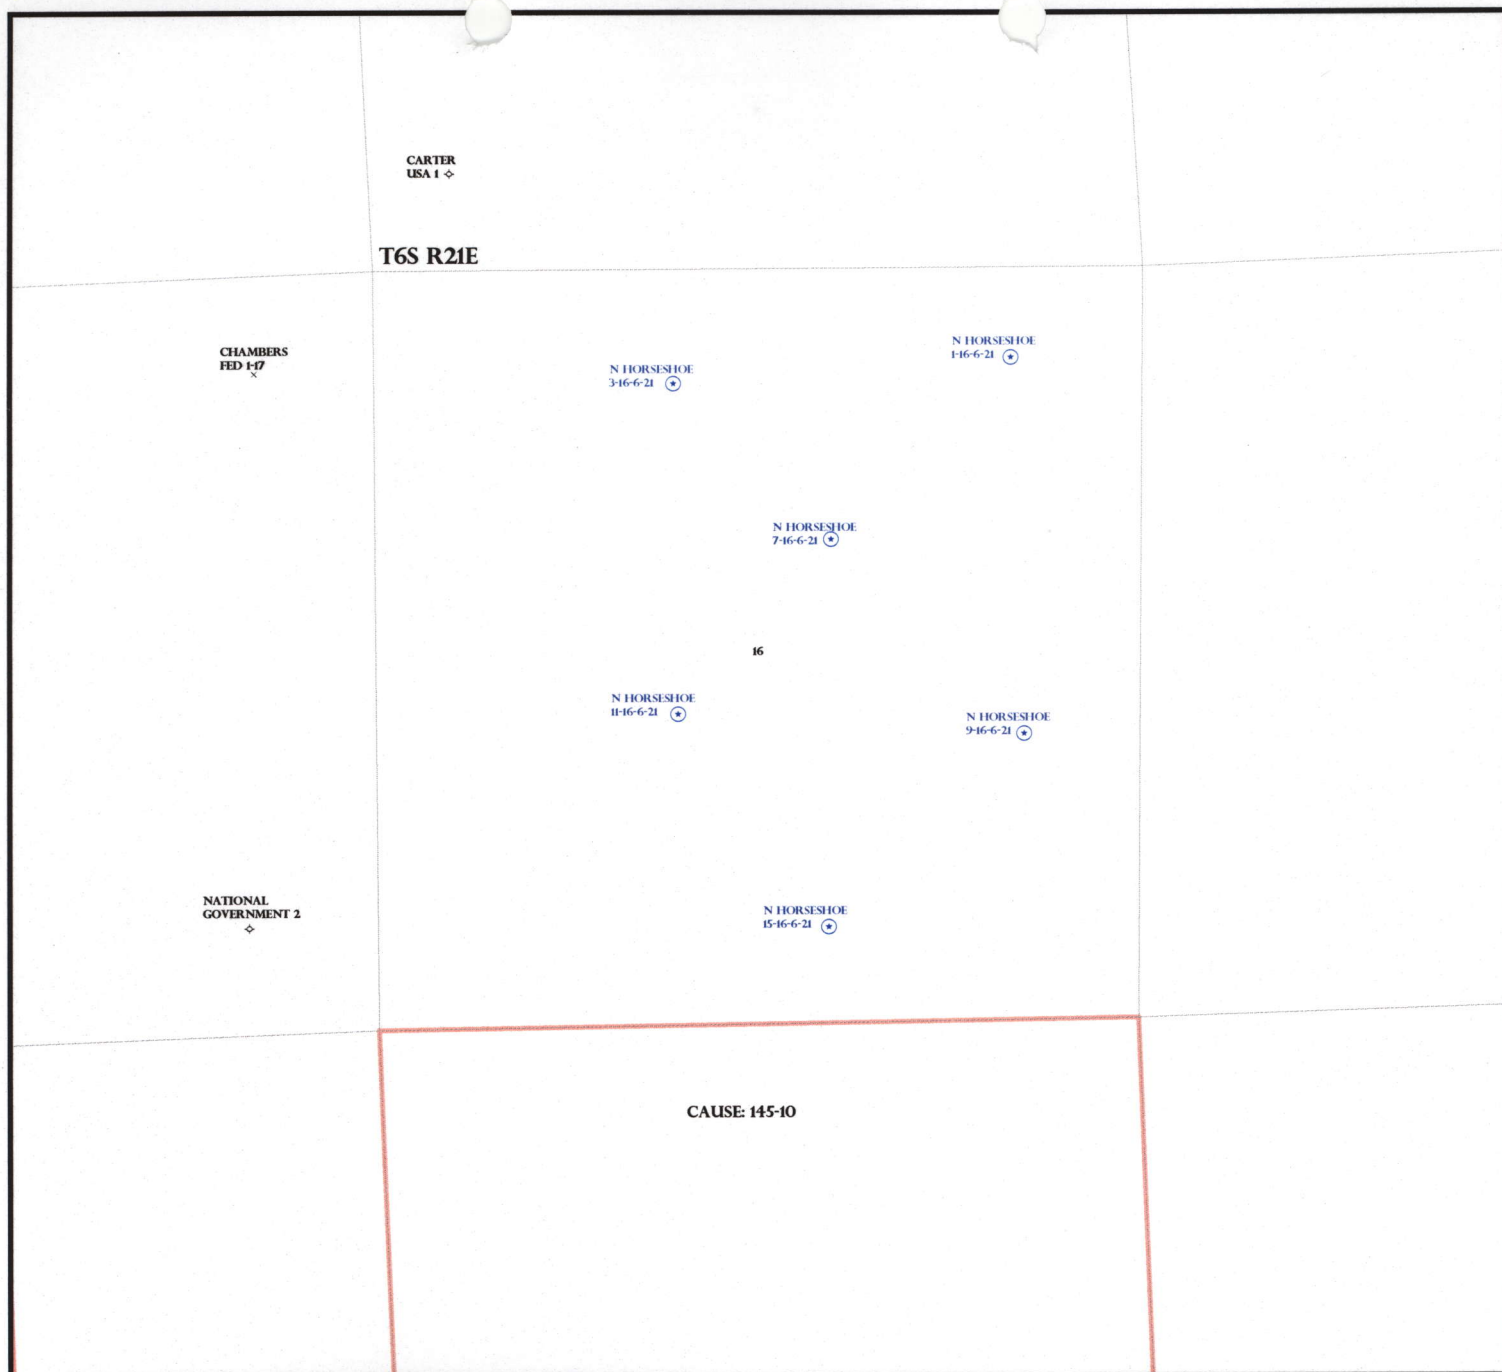 CARTER
USA 1
T6S R21E
CHAMBERS
FED 1-17
N HORSESHOE
1-16-6-21
N HORSESHOE
3-16-6-21
N HORSESHOE
7-16-6-21
16
N HORSESHOE
11-16-6-21
N HORSESHOE
9-16-6-21
NATIONAL
GOVERNMENT 2
N HORSESHOE
15-16-6-21
CAUSE: 145-10